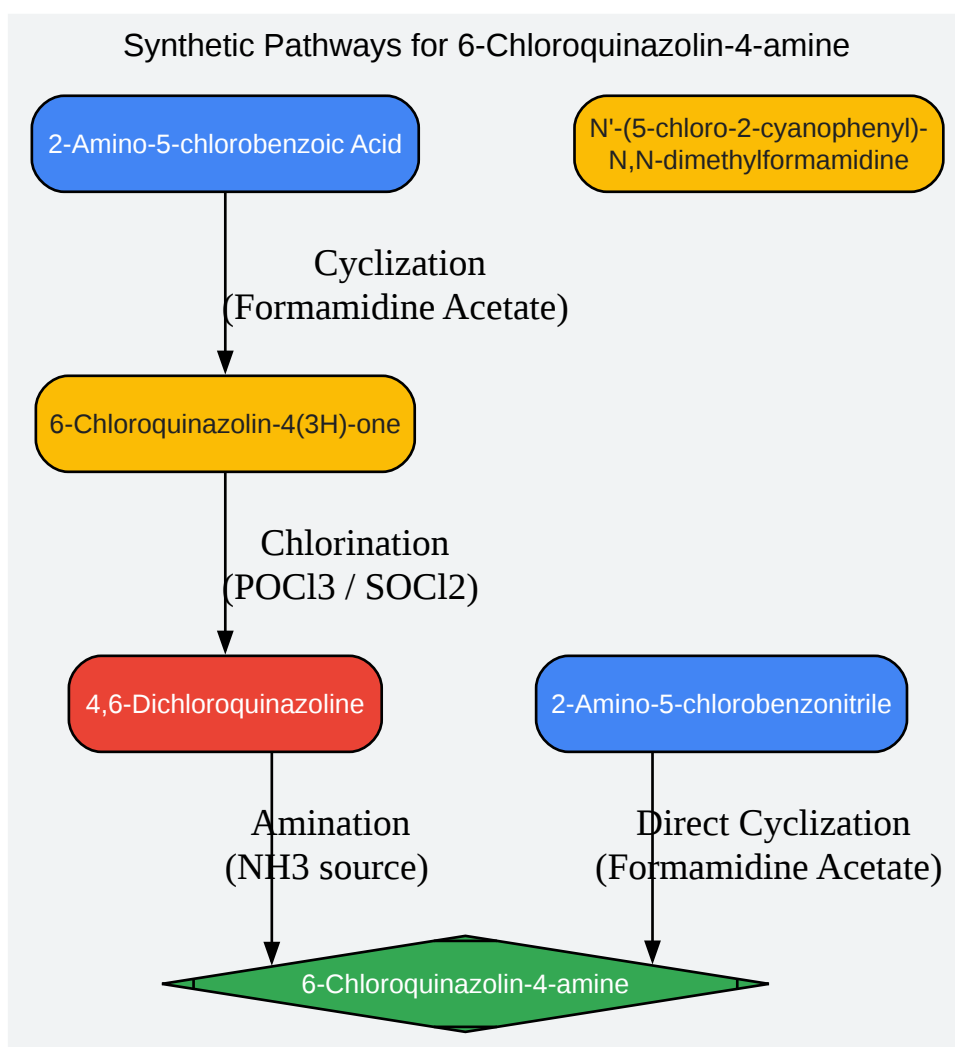 Synthetic Pathways for 6-Chloroquinazolin-4-amine
2-Amino-5-chlorobenzoic Acid
N'-(5-chloro-2-cyanophenyl)-
N,N-dimethylformamidine
Cyclization
(Formamidine Acetate)
6-Chloroquinazolin-4(3H)-one
Chlorination
(POCl3 / SOCl2)
4,6-Dichloroquinazoline
2-Amino-5-chlorobenzonitrile
Amination
(NH3 source)
Direct Cyclization
(Formamidine Acetate)
6-Chloroquinazolin-4-amine